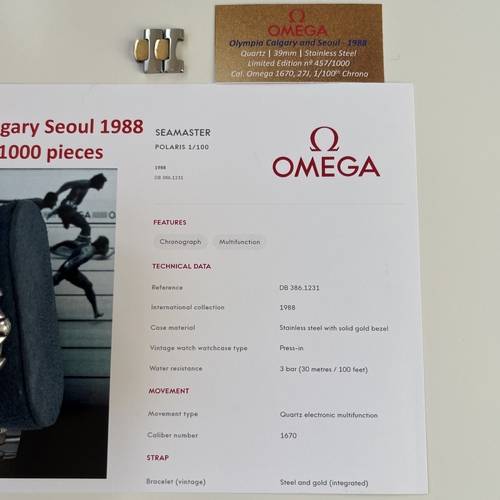 OMEGA
Olympia Calgary and Seoul - 1988
Quartz | 39mm | Stainless Steel
Limited Edition nº 457/1000
Cal. Omega 1670, 27J, 1/100th Chrono
gary Seoul 1988
1000 pieces
SEAMASTER
POLARIS 1/100
1988
DB 386.1231
OMEGA
FEATURES
Chronograph Multifunction
TECHNICAL DATA
Reference DB 386.1231
International collection 1988
Case material Stainless steel with solid gold bezel
Vintage watch watchcase type Press-in
Water resistance 3 bar (30 metres / 100 feet)
MOVEMENT
Movement type Quartz electronic multifunction
Caliber number 1670
STRAP
Bracelet (vintage) Steel and gold (integrated)